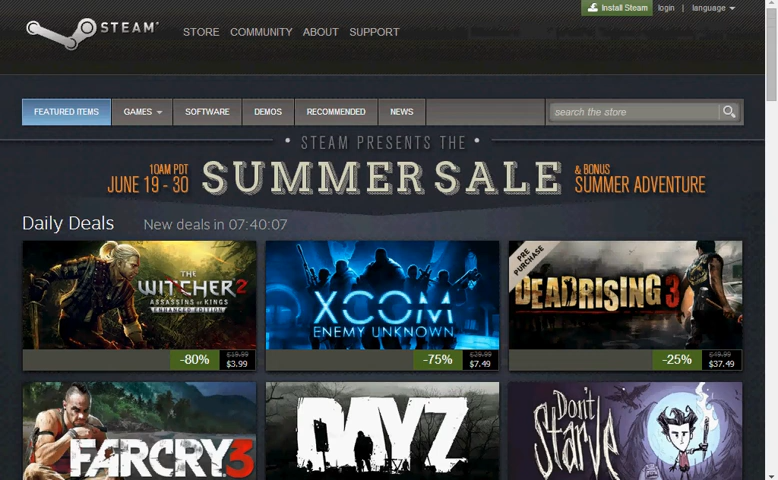 Install Steam login | language
STEAM
STORE COMMUNITY ABOUT SUPPORT
FEATURED ITEMS GAMES SOFTWARE DEMOS RECOMMENDED NEWS search the store
• STEAM PRESENTS THE •
10AM PDT
JUNE 19 - 30
SUMMER SALE
& BONUS
SUMMER ADVENTURE
Daily Deals New deals in 07:40:07
THE
WITCHER 2
ASSASSINS OF KINGS
ENHANCED EDITION
-80% $19.99
$3.99
XCOM
ENEMY UNKNOWN
-75% $29.99
$7.49
PRE
PURCHASE
DEADRISING 3
-25% $49.99
$37.49
FARCRY 3
DAYZ
Don't
Starve